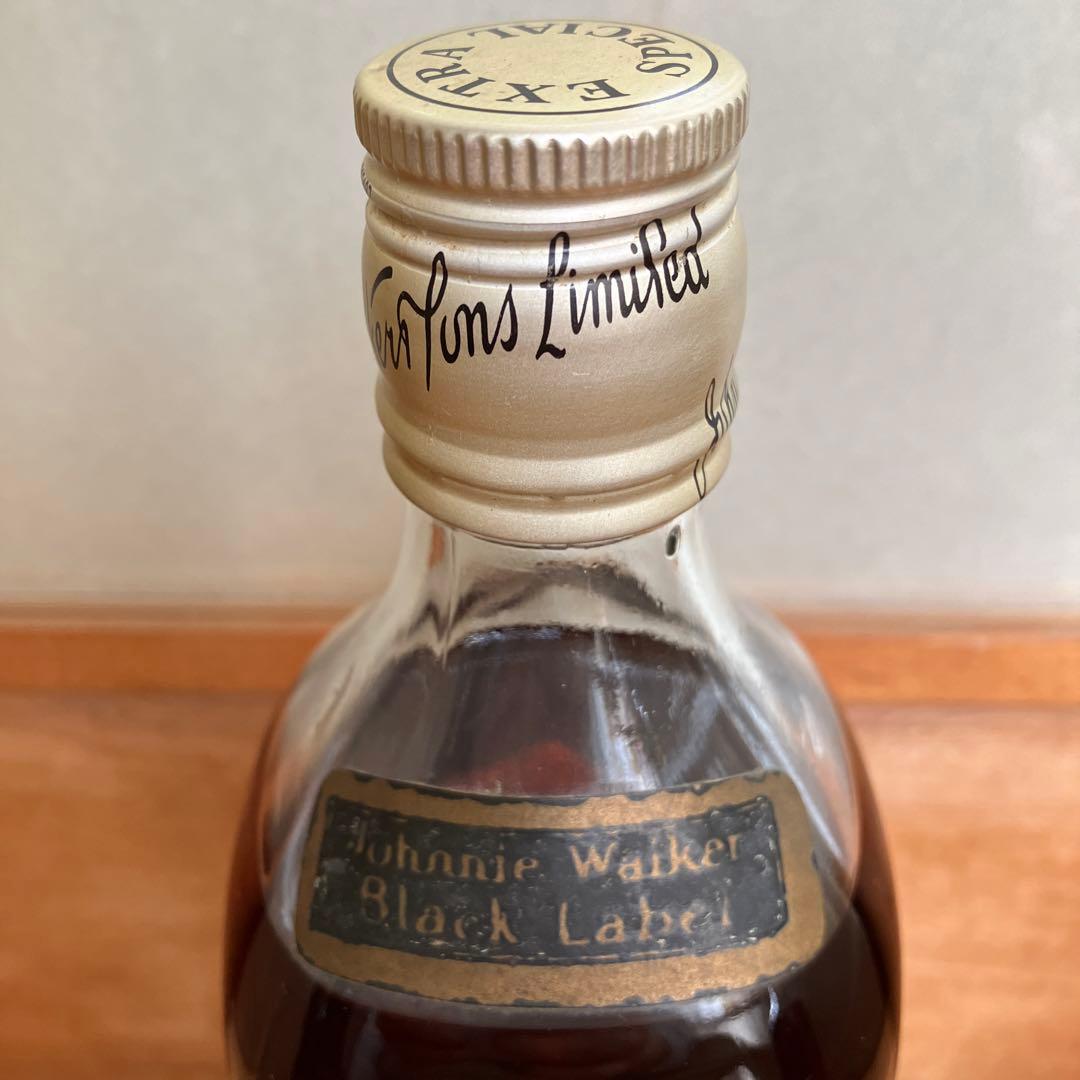 EXTRA SPECIAL
& Sons Limited
Johnnie Walker
Black Label